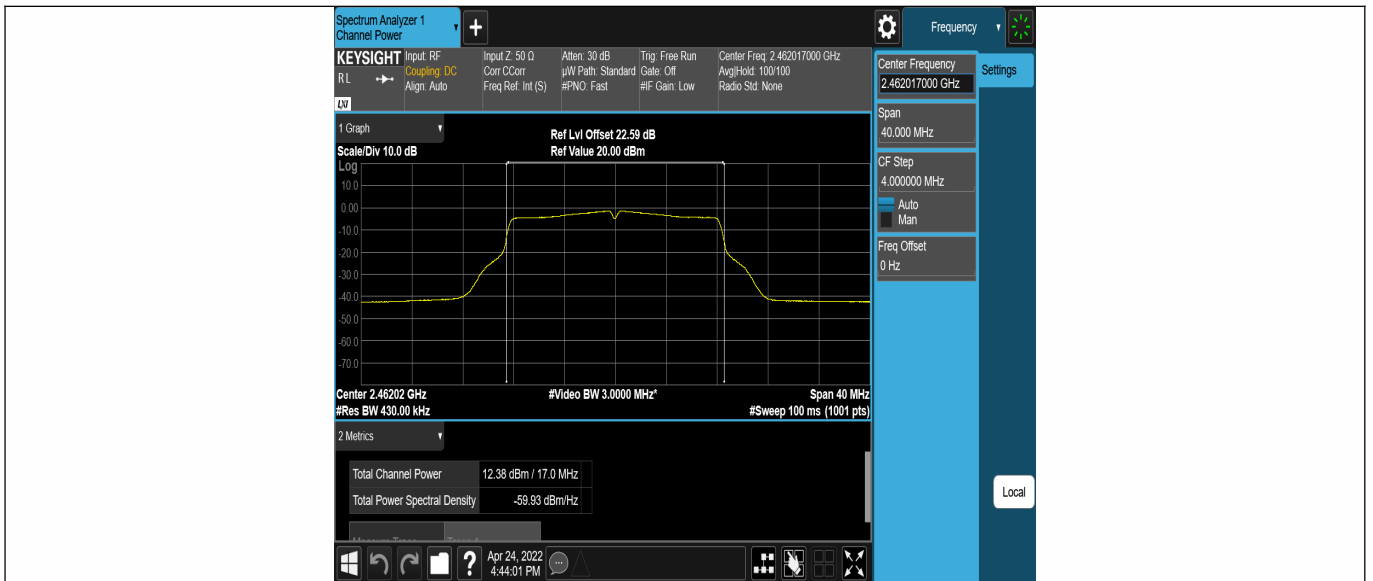 Spectrum Analyzer 1
Channel Power
+
Frequency
KEYSIGHT
RL
LXI
Input: RF
Coupling: DC
Align: Auto
Input Z: 50 Ω
Corr CCorr
Freq Ref: Int (S)
Atten: 30 dB
µW Path: Standard
#PNO: Fast
Trig: Free Run
Gate: Off
#IF Gain: Low
Center Freq: 2.462017000 GHz
Avg|Hold: 100/100
Radio Std: None
Center Frequency
2.462017000 GHz
Settings
Span
40.000 MHz
CF Step
4.000000 MHz
Auto
Man
Freq Offset
0 Hz
Local
1 Graph
Scale/Div 10.0 dB
Ref Lvl Offset 22.59 dB
Ref Value 20.00 dBm
Log
10.0
0.00
-10.0
-20.0
-30.0
-40.0
-50.0
-60.0
-70.0
Center 2.46202 GHz
#Video BW 3.0000 MHz*
Span 40 MHz
#Res BW 430.00 kHz
#Sweep 100 ms (1001 pts)
2 Metrics
Total Channel Power 12.38 dBm / 17.0 MHz
Total Power Spectral Density -59.93 dBm/Hz
?
Apr 24, 2022
4:44:01 PM